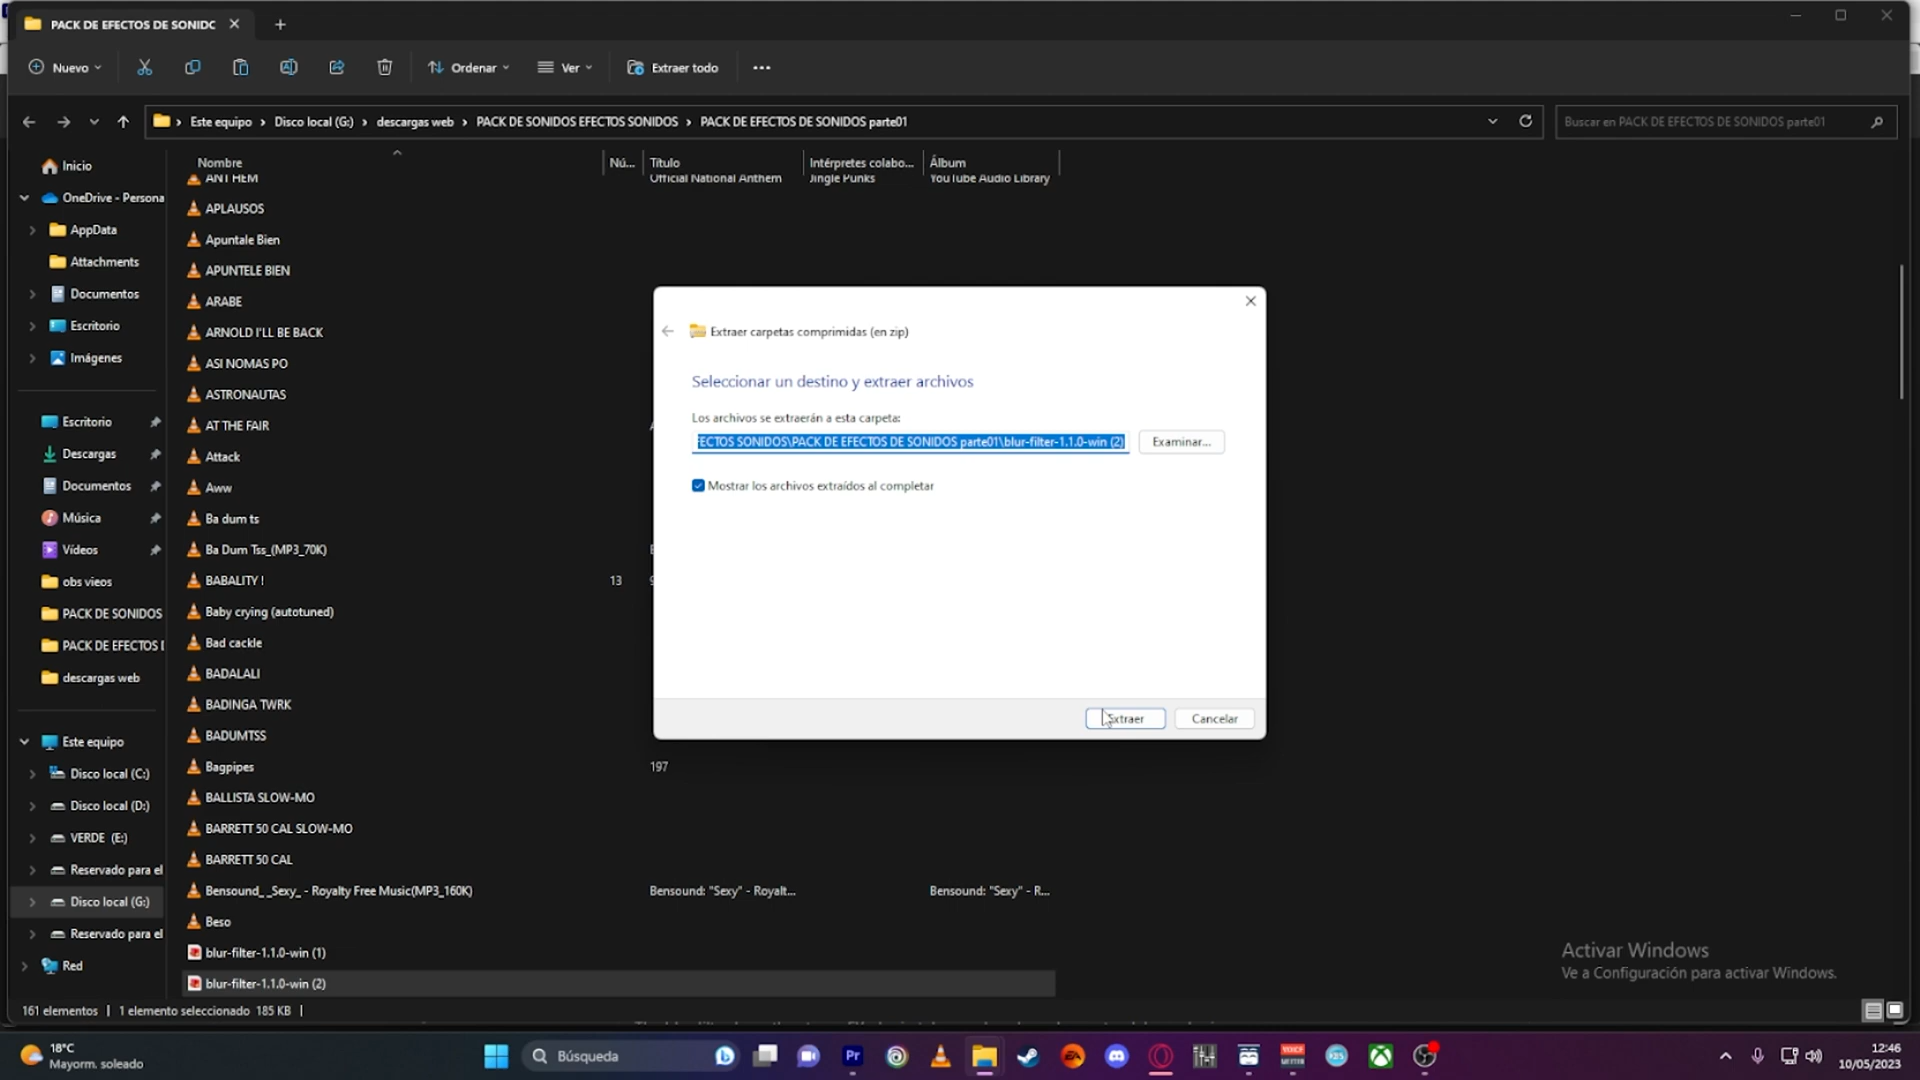 PACK DE EFECTOS DE SONIDO
Nuevo
Ordenar
Ver
Extraer todo
Este equipo
Disco local (G:)
descargas web
PACK DE SONIDOS EFECTOS SONIDOS
PACK DE EFECTOS DE SONIDOS parte01
Buscar en PACK DE EFECTOS DE SONIDOS parte01
Inicio
OneDrive - Persona
AppData
Attachments
Documentos
Escritorio
Imágenes
Escritorio
Descargas
Documentos
Música
Vídeos
obs vieos
PACK DE SONIDOS
PACK DE EFECTOS D
descargas web
Este equipo
Disco local (C:)
Disco local (D:)
VERDE (E:)
Reservado para el
Disco local (G:)
Reservado para el
Red
Nombre
Nú...
Título
Intérpretes colabo...
Álbum
ANTHEM
Official National Anthem
Jingle Punks
YouTube Audio Library
APLAUSOS
Apuntale Bien
APUNTELE BIEN
ARABE
ARNOLD I'LL BE BACK
ASI NOMAS PO
ASTRONAUTAS
AT THE FAIR
Attack
Aww
Ba dum ts
Ba Dum Tss_(MP3_70K)
BABALITY !
13
Baby crying (autotuned)
Bad cackle
BADALALI
BADINGA TWRK
BADUMTSS
Bagpipes
197
BALLISTA SLOW-MO
BARRETT 50 CAL SLOW-MO
BARRETT 50 CAL
Bensound_ _Sexy_ - Royalty Free Music(MP3_160K)
Bensound: "Sexy" - Royalt...
Bensound: "Sexy" - R...
Beso
blur-filter-1.1.0-win (1)
blur-filter-1.1.0-win (2)
Extraer carpetas comprimidas (en zip)
Seleccionar un destino y extraer archivos
Los archivos se extraerán a esta carpeta:
FECTOS SONIDOS\PACK DE EFECTOS DE SONIDOS parte01\blur-filter-1.1.0-win (2)
Examinar...
Mostrar los archivos extraídos al completar
Extraer
Cancelar
Activar Windows
Ve a Configuración para activar Windows.
161 elementos
1 elemento seleccionado 185 KB
18°C
Mayorm. soleado
Búsqueda
Pr
EA
12:46
10/05/2023